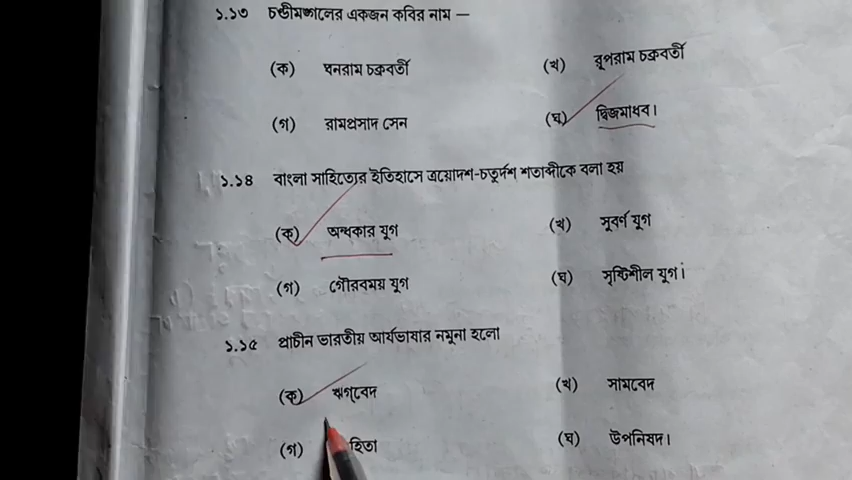 ১.১৩ চণ্ডীমঙ্গলের একজন কবির নাম —
(ক) ঘনরাম চক্রবর্তী (খ) রূপরাম চক্রবর্তী
(গ) রামপ্রসাদ সেন (ঘ) দ্বিজমাধব।
১.১৪ বাংলা সাহিত্যের ইতিহাসে ত্রয়োদশ-চতুর্দশ শতাব্দীকে বলা হয়
(ক) অন্ধকার যুগ (খ) সুবর্ণ যুগ
(গ) গৌরবময় যুগ (ঘ) সৃষ্টিশীল যুগ।
১.১৫ প্রাচীন ভারতীয় আর্যভাষার নমুনা হলো
(ক) ঋগ্‌বেদ (খ) সামবেদ
(গ) (ঘ) উপনিষদ।